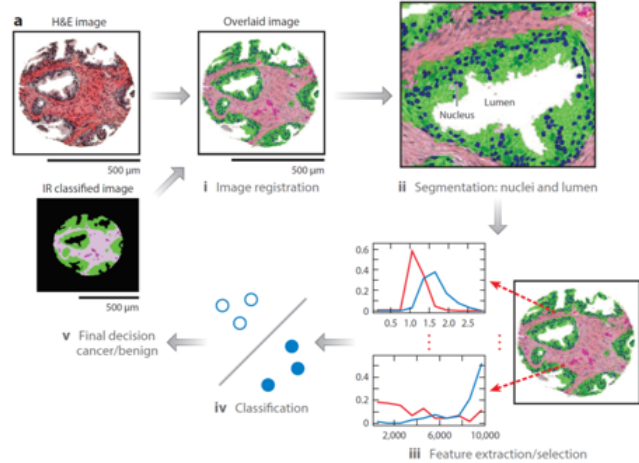 a
H&E image
Overlaid image
500 µm
500 µm
i Image registration
Lumen
Nucleus
ii Segmentation: nuclei and lumen
IR classified image
500 µm
0.6
0.4
0.2
0
0.5 1.0 1.5 2.0 2.5
0.4
0.2
0
2,000 6,000 10,000
iii Feature extraction/selection
iv Classification
v Final decision
cancer/benign